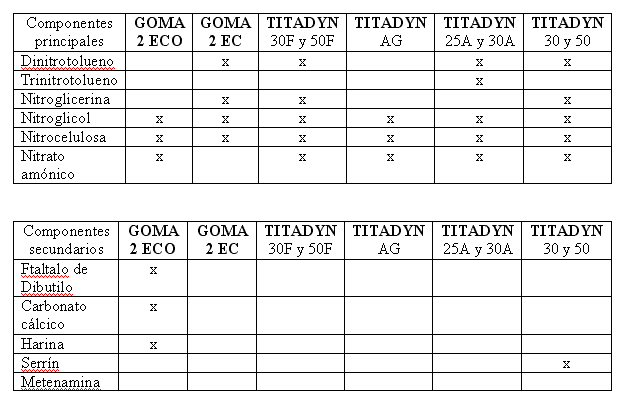 Componentes principales GOMA 2 ECO GOMA 2 EC TITADYN 30F y 50F TITADYN AG TITADYN 25A y 30A TITADYN 30 y 50
Dinitrotolueno x x x x
Trinitrotolueno x
Nitroglicerina x x x
Nitroglicol x x x x x x
Nitrocelulosa x x x x x x
Nitrato amónico x x x x x
Componentes secundarios GOMA 2 ECO GOMA 2 EC TITADYN 30F y 50F TITADYN AG TITADYN 25A y 30A TITADYN 30 y 50
Ftaltalo de Dibutilo x
Carbonato cálcico x
Harina x
Serrín x
Metenamina